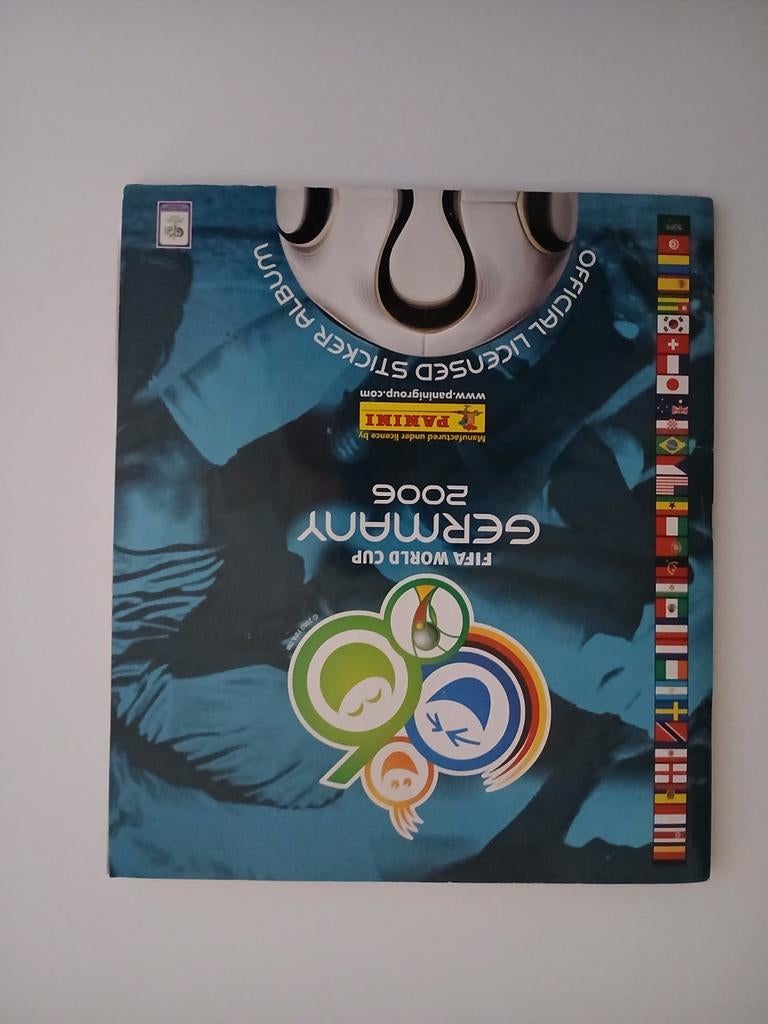 FIFA WORLD CUP
GERMANY
2006
Manufactured under licence by
PANINI
www.paninigroup.com
OFFICIAL LICENSED STICKER ALBUM